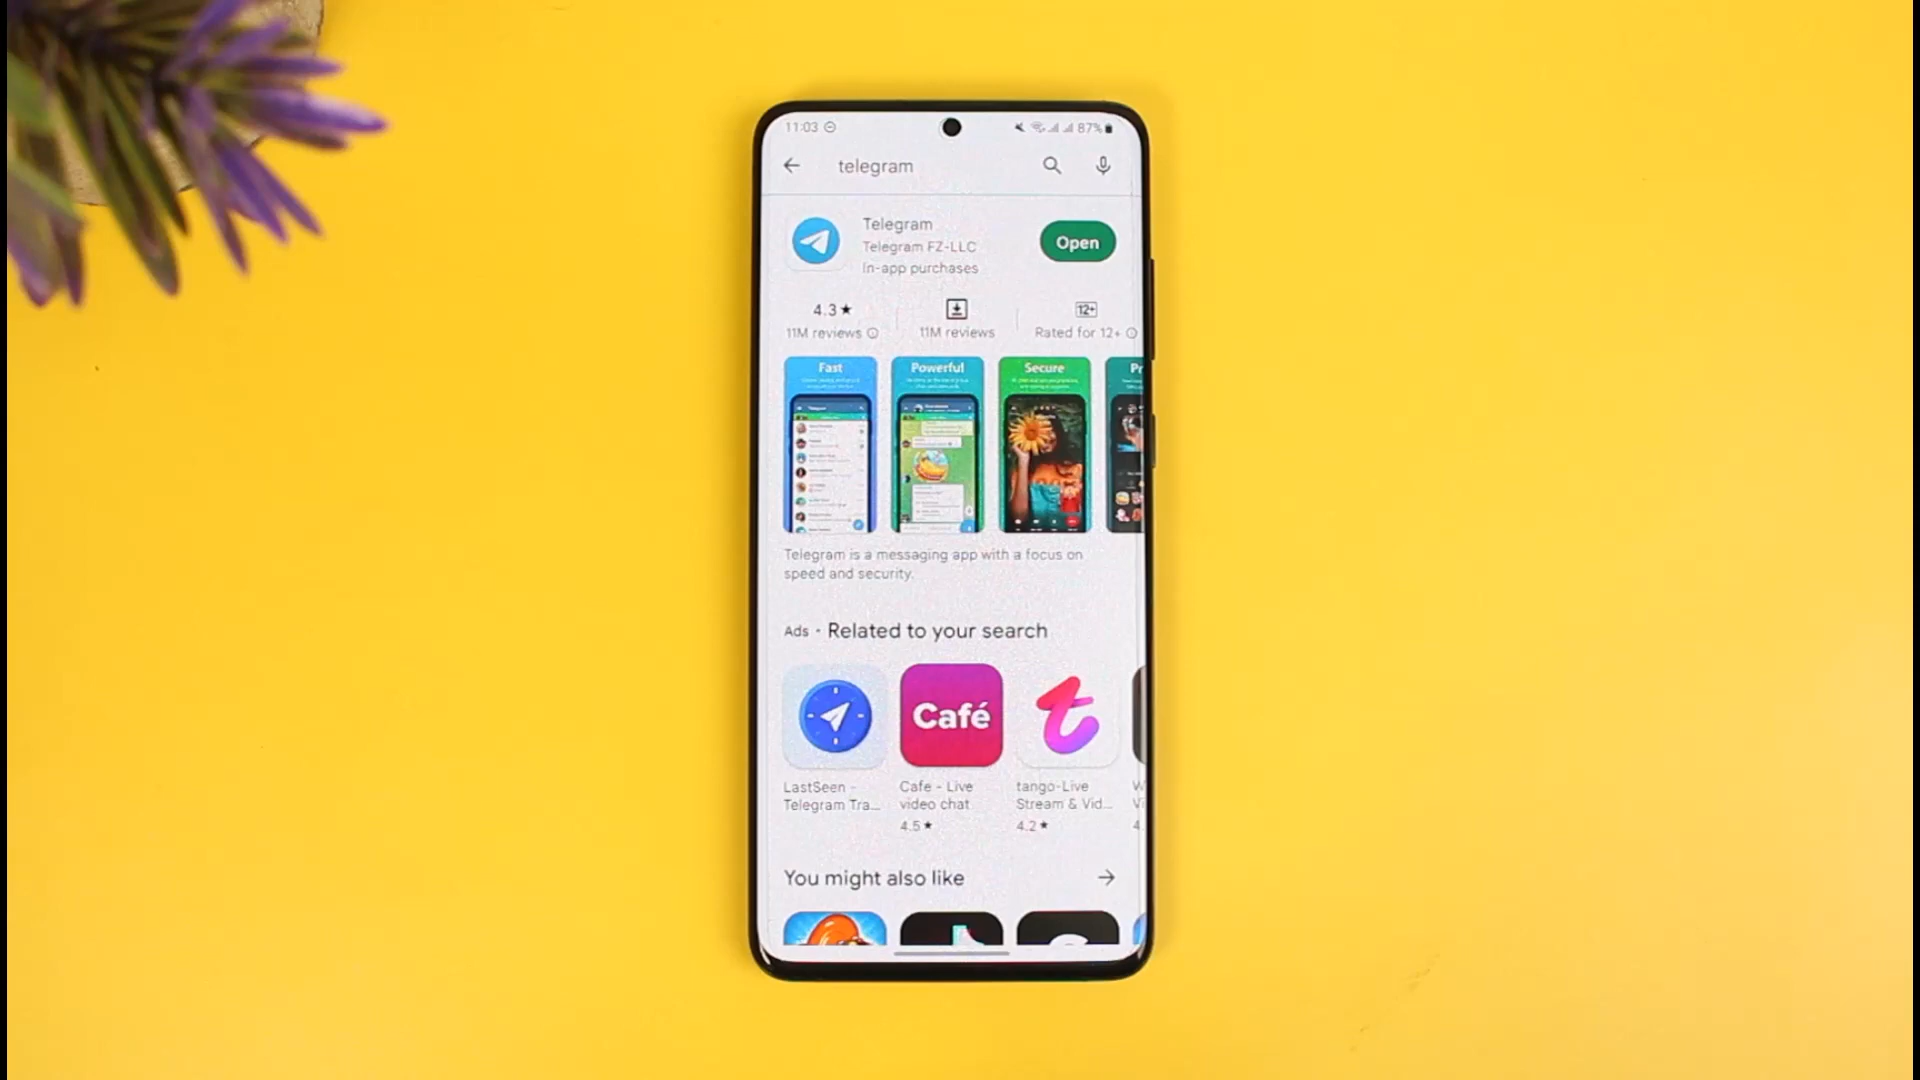 11:03 87%
telegram
Telegram
Telegram FZ-LLC
In-app purchases
Open
4.3★
12+
11M reviews
11M reviews
Rated for 12+
Fast
Powerful
Secure
Pr
Telegram is a messaging app with a focus on
speed and security.
Ads · Related to your search
Café
LastSeen -
Telegram Tra...
Cafe - Live
video chat
4.5★
tango-Live
Stream & Vid...
4.2★
You might also like